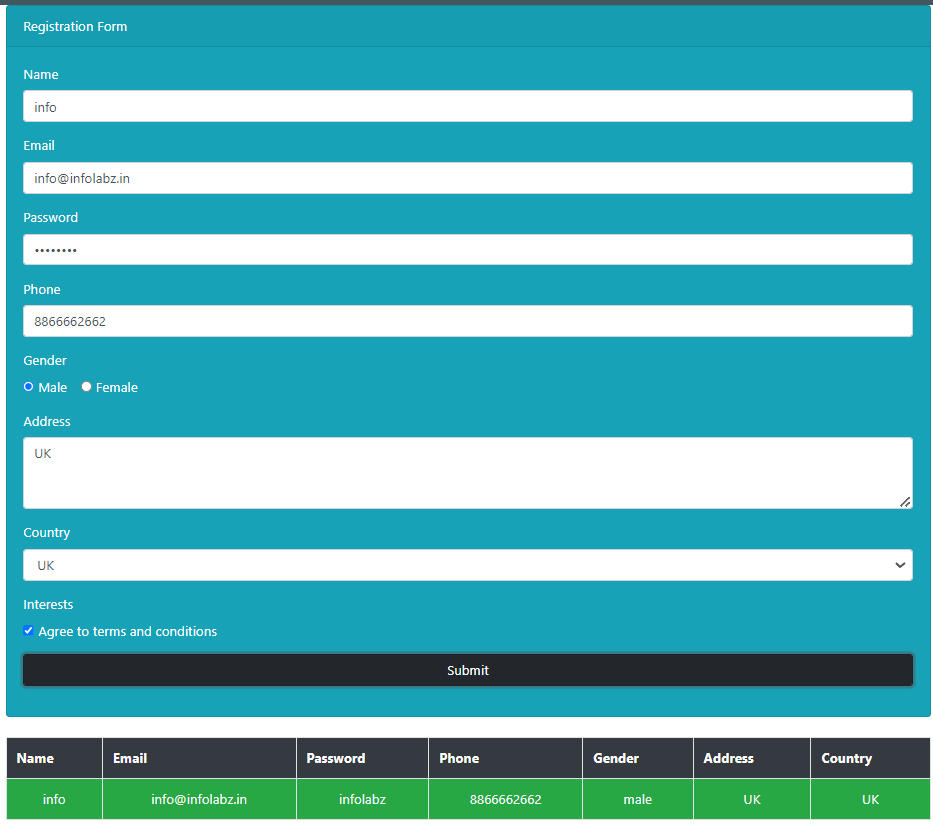 Registration Form
Name
info
Email
info@infolabz.in
Password
••••••••
Phone
8866662662
Gender
Male Female
Address
UK
Country
UK
Interests
Agree to terms and conditions
Submit
Name Email Password Phone Gender Address Country
info info@infolabz.in infolabz 8866662662 male UK UK